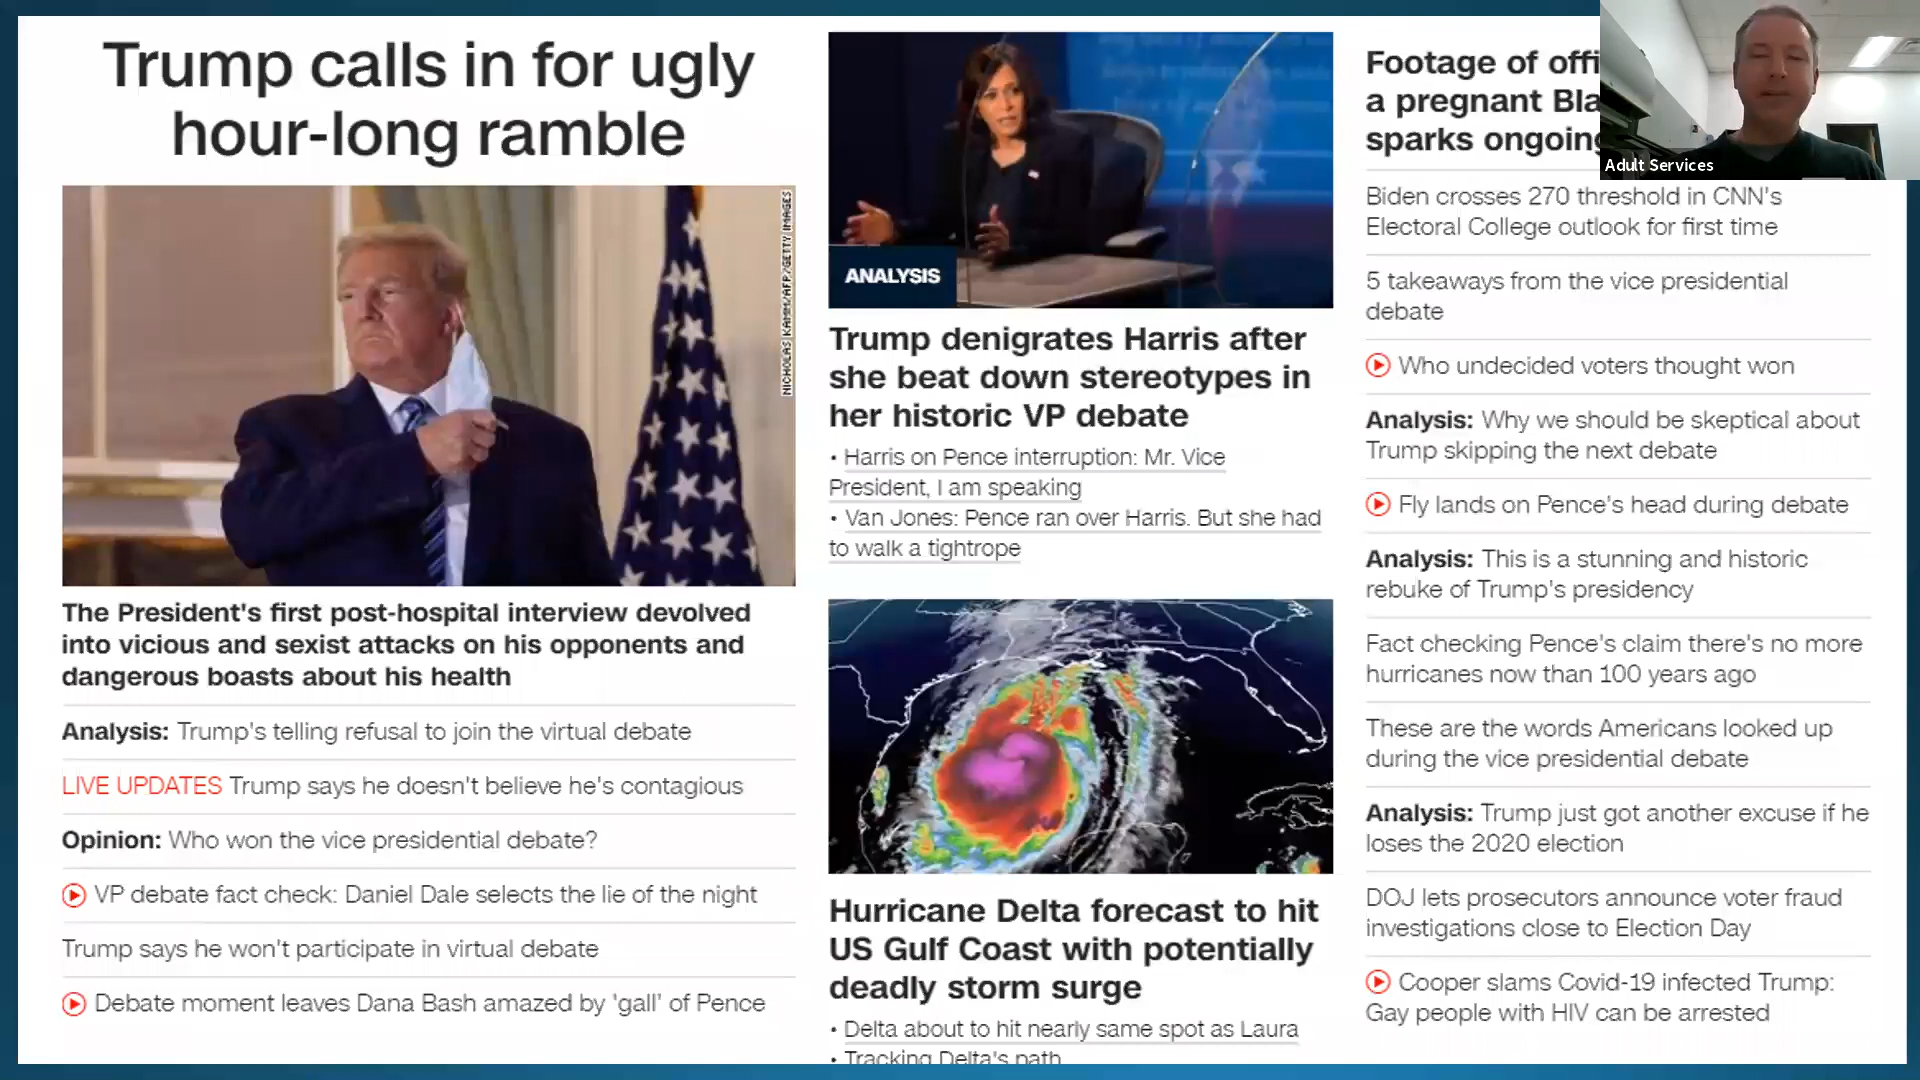 Trump calls in for ugly
hour-long ramble
NICHOLAS KAMM/AFP/GETTY IMAGES
The President's first post-hospital interview devolved
into vicious and sexist attacks on his opponents and
dangerous boasts about his health
Analysis: Trump's telling refusal to join the virtual debate
LIVE UPDATES Trump says he doesn't believe he's contagious
Opinion: Who won the vice presidential debate?
VP debate fact check: Daniel Dale selects the lie of the night
Trump says he won't participate in virtual debate
Debate moment leaves Dana Bash amazed by 'gall' of Pence
ANALYSIS
Trump denigrates Harris after
she beat down stereotypes in
her historic VP debate
• Harris on Pence interruption: Mr. Vice
President, I am speaking
• Van Jones: Pence ran over Harris. But she had
to walk a tightrope
Hurricane Delta forecast to hit
US Gulf Coast with potentially
deadly storm surge
• Delta about to hit nearly same spot as Laura
• Tracking Delta's path
Footage of
a pregnant
sparks
Adult Services
Biden crosses 270 threshold in CNN's
Electoral College outlook for first time
5 takeaways from the vice presidential
debate
Who undecided voters thought won
Analysis: Why we should be skeptical about
Trump skipping the next debate
Fly lands on Pence's head during debate
Analysis: This is a stunning and historic
rebuke of Trump's presidency
Fact checking Pence's claim there's no more
hurricanes now than 100 years ago
These are the words Americans looked up
during the vice presidential debate
Analysis: Trump just got another excuse if he
loses the 2020 election
DOJ lets prosecutors announce voter fraud
investigations close to Election Day
Cooper slams Covid-19 infected Trump:
Gay people with HIV can be arrested